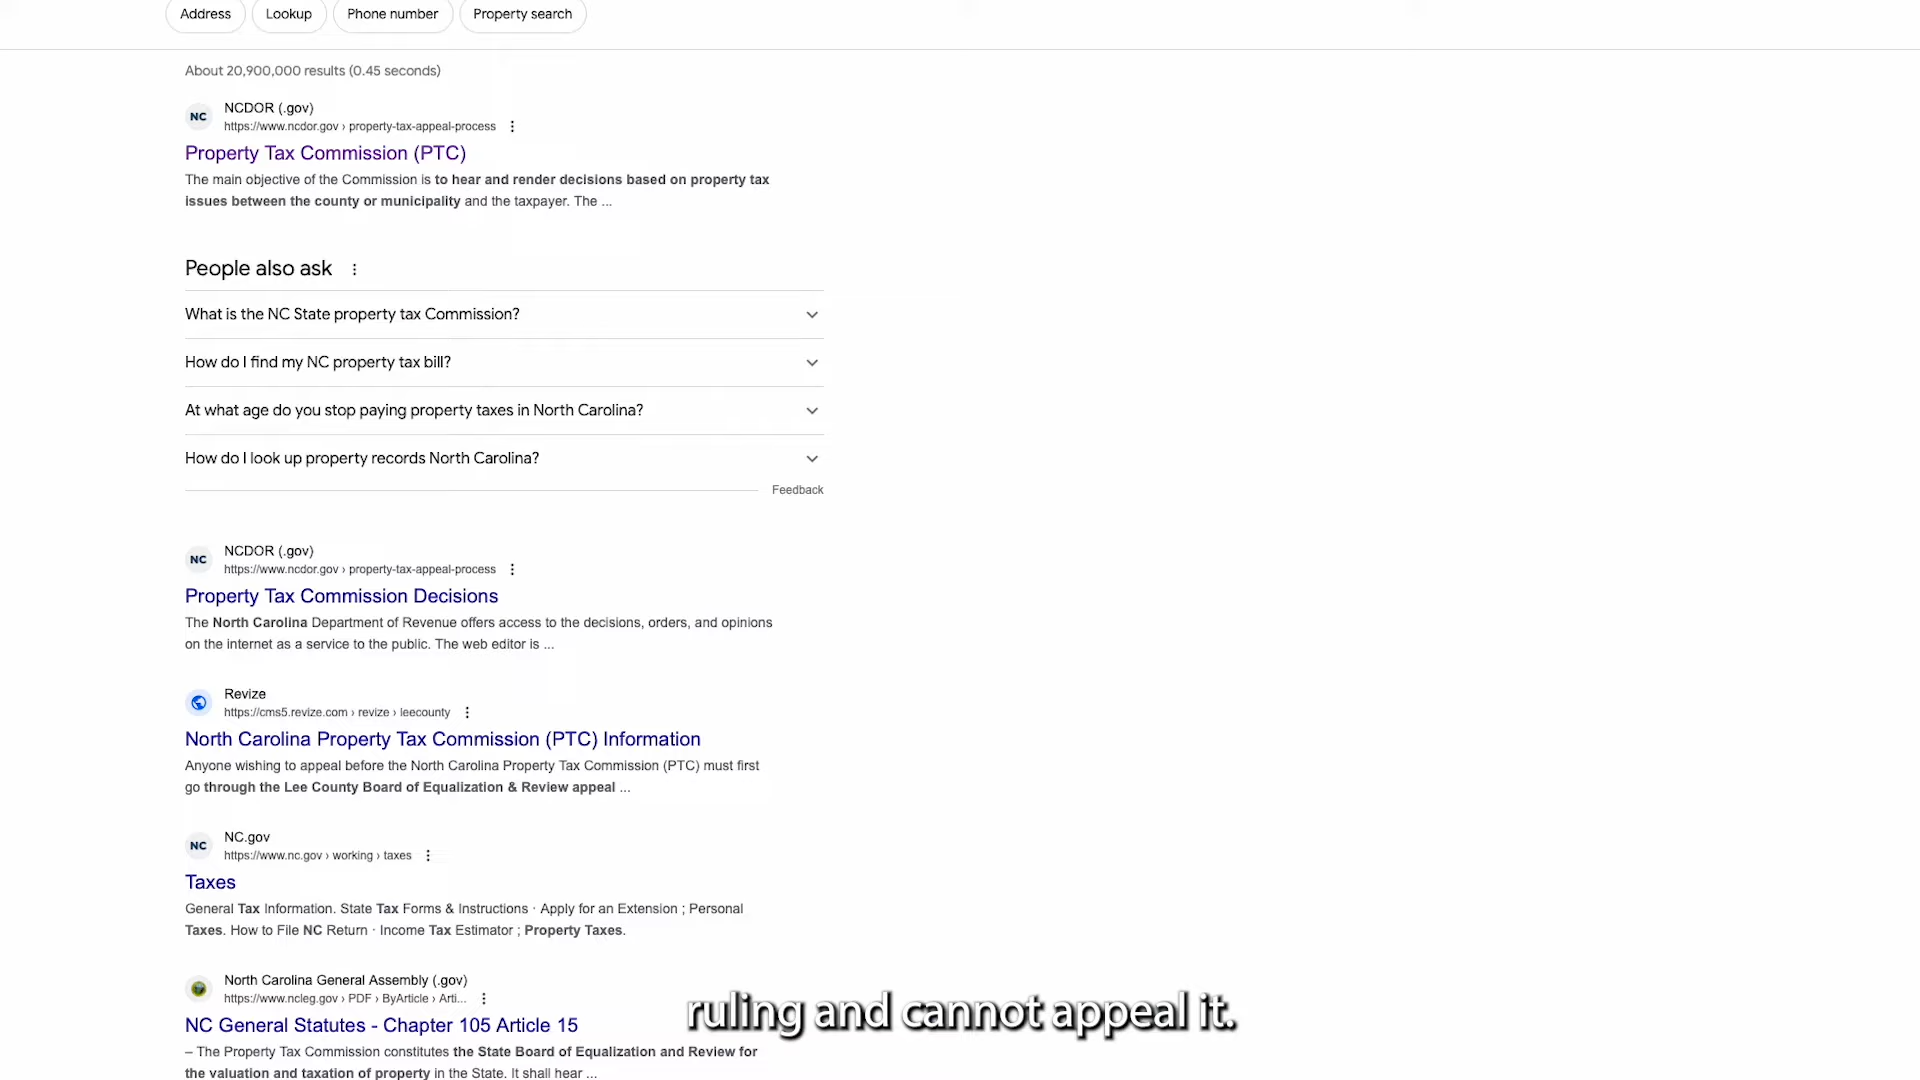 Address
Lookup
Phone number
Property search
About 20,900,000 results (0.45 seconds)
NC
NCDOR (.gov)
https://www.ncdor.gov › property-tax-appeal-process
Property Tax Commission (PTC)
The main objective of the Commission is to hear and render decisions based on property tax
issues between the county or municipality and the taxpayer. The ...
People also ask
What is the NC State property tax Commission?
How do I find my NC property tax bill?
At what age do you stop paying property taxes in North Carolina?
How do I look up property records North Carolina?
Feedback
NC
NCDOR (.gov)
https://www.ncdor.gov › property-tax-appeal-process
Property Tax Commission Decisions
The North Carolina Department of Revenue offers access to the decisions, orders, and opinions
on the internet as a service to the public. The web editor is ...
Revize
https://cms5.revize.com › revize › leecounty
North Carolina Property Tax Commission (PTC) Information
Anyone wishing to appeal before the North Carolina Property Tax Commission (PTC) must first
go through the Lee County Board of Equalization & Review appeal ...
NC
NC.gov
https://www.nc.gov › working › taxes
Taxes
General Tax Information. State Tax Forms & Instructions · Apply for an Extension ; Personal
Taxes. How to File NC Return · Income Tax Estimator ; Property Taxes.
North Carolina General Assembly (.gov)
https://www.ncleg.gov › PDF › ByArticle › Arti...
NC General Statutes - Chapter 105 Article 15
– The Property Tax Commission constitutes the State Board of Equalization and Review for
the valuation and taxation of property in the State. It shall hear ...
ruling and cannot appeal it.